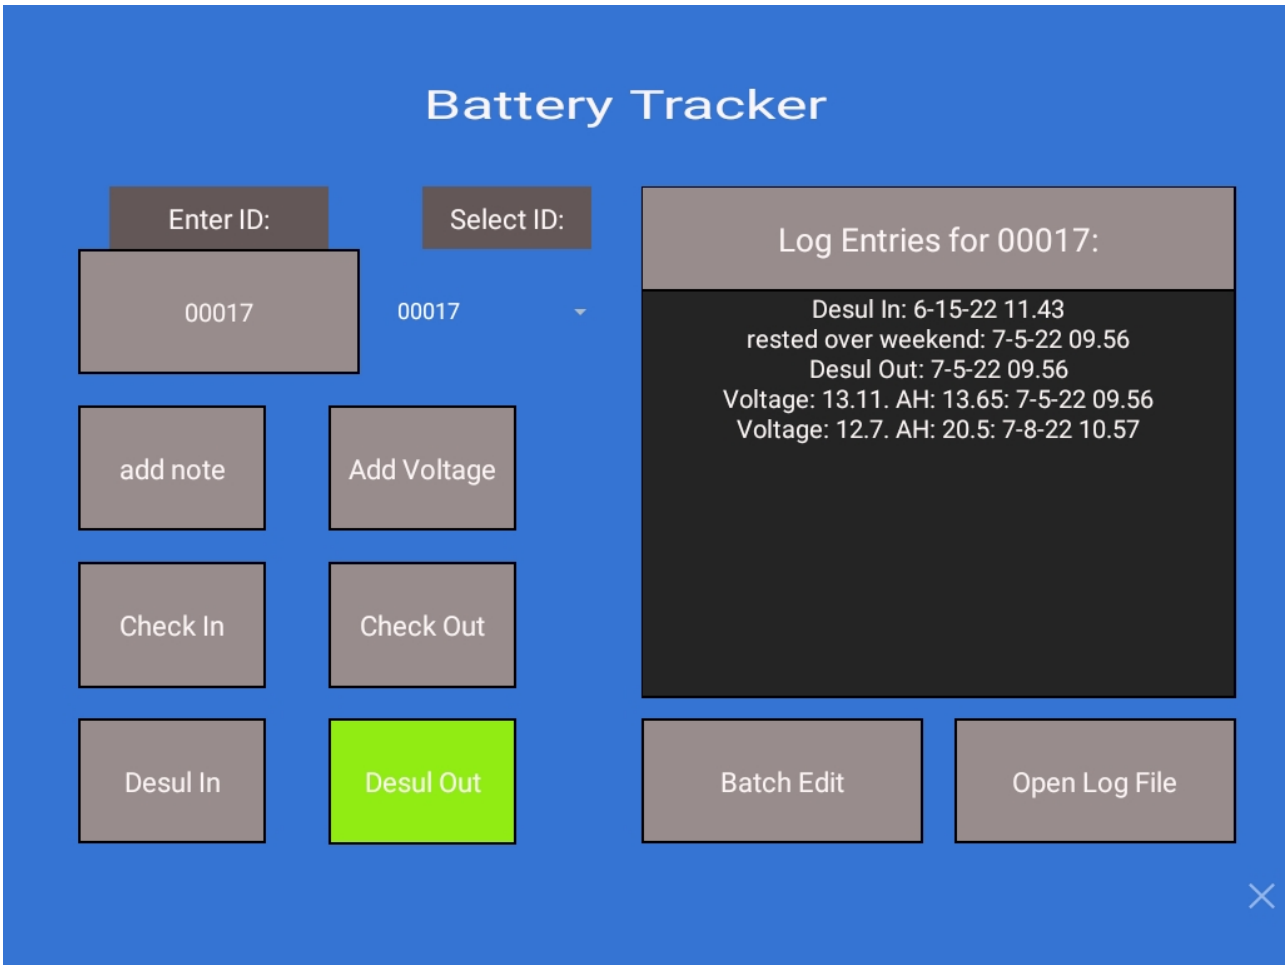 Battery Tracker
Enter ID:
Select ID:
00017
00017
add note
Add Voltage
Check In
Check Out
Desul In
Desul Out
Log Entries for 00017:
Desul In: 6-15-22 11.43
rested over weekend: 7-5-22 09.56
Desul Out: 7-5-22 09.56
Voltage: 13.11. AH: 13.65: 7-5-22 09.56
Voltage: 12.7. AH: 20.5: 7-8-22 10.57
Batch Edit
Open Log File